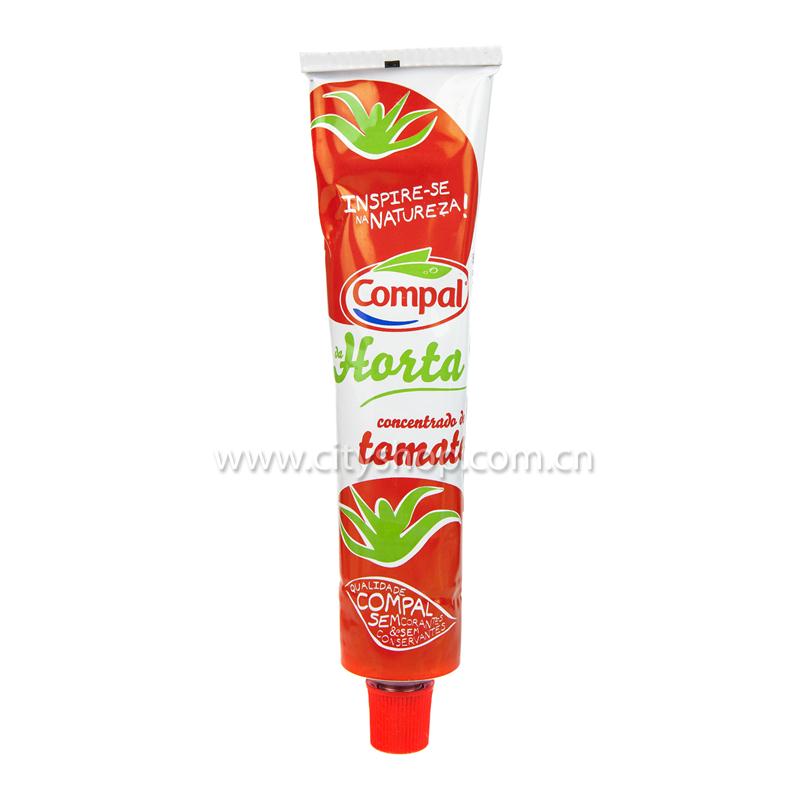 INSPIRE-SE
NA NATUREZA!
Compal
da Horta
concentrado de
tomate
www.cityshop.com.cn
QUALIDADE
COMPAL
SEM CORANTES
& SEM
CONSERVANTES